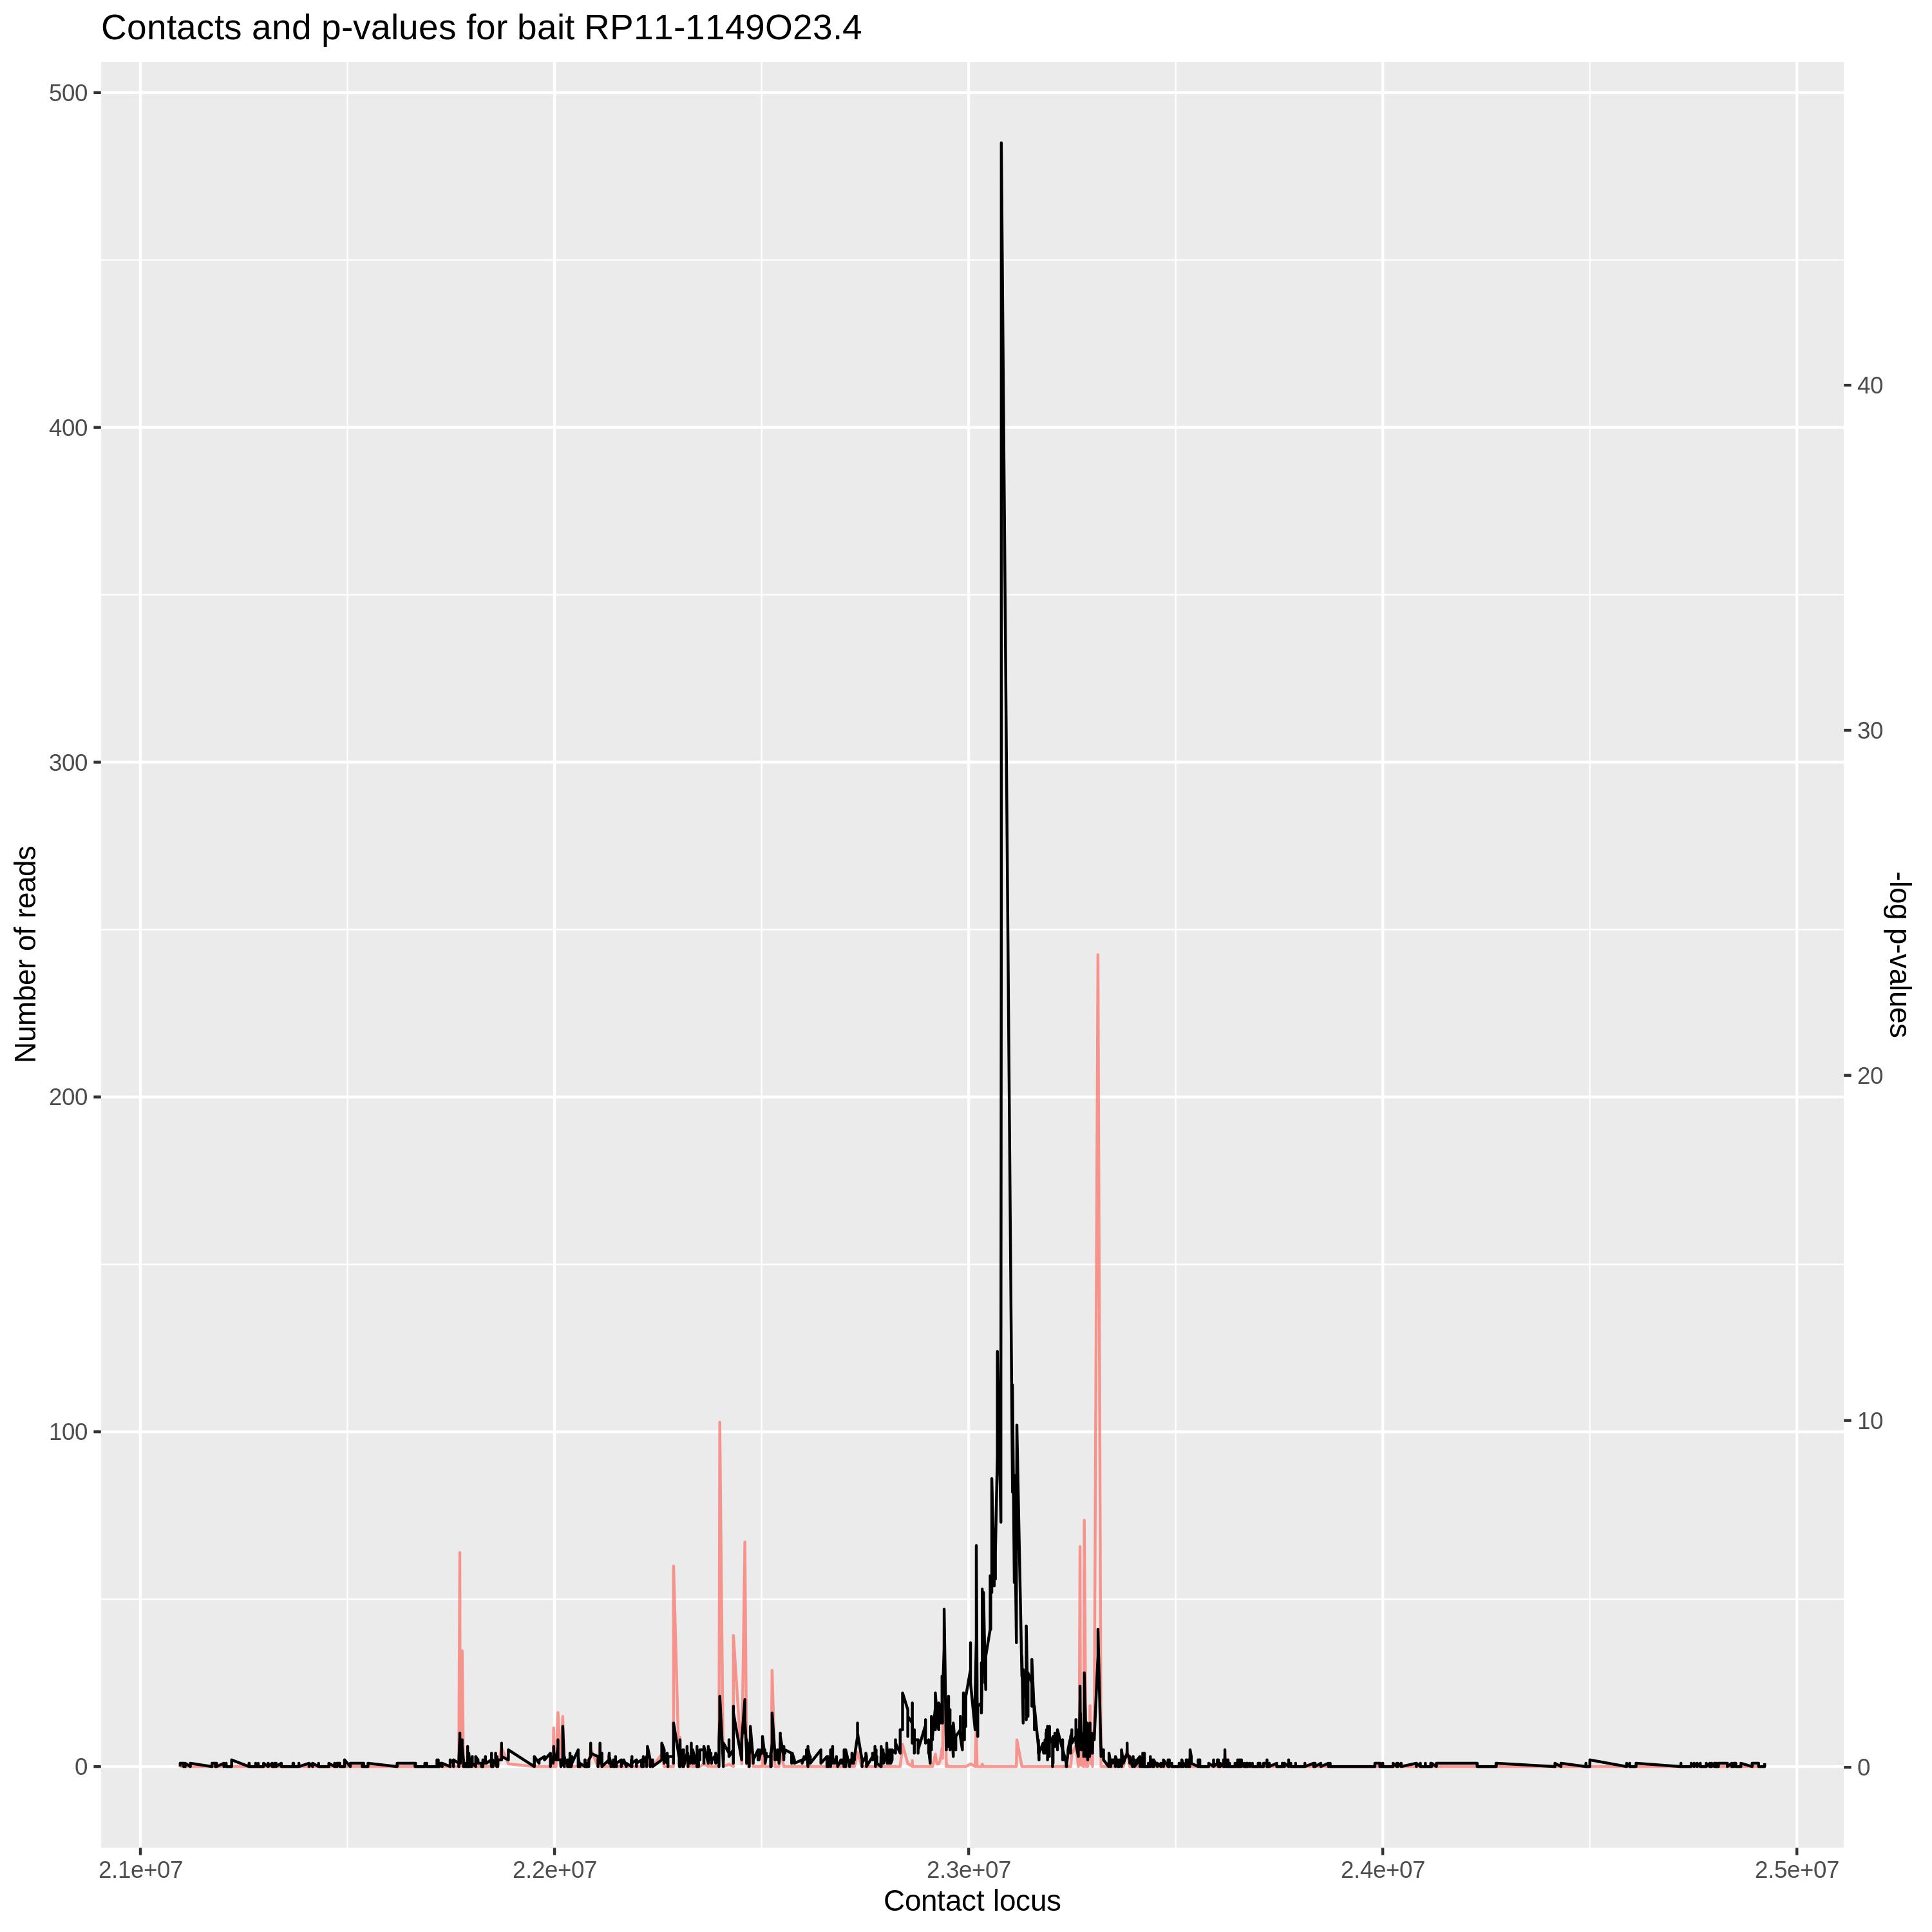 Contacts and p-values for bait RP11-1149O23.4
500
400
300
200
100
0
40
30
20
10
0
Number of reads
-log p-values
2.1e+07
2.2e+07
2.3e+07
2.4e+07
2.5e+07
Contact locus